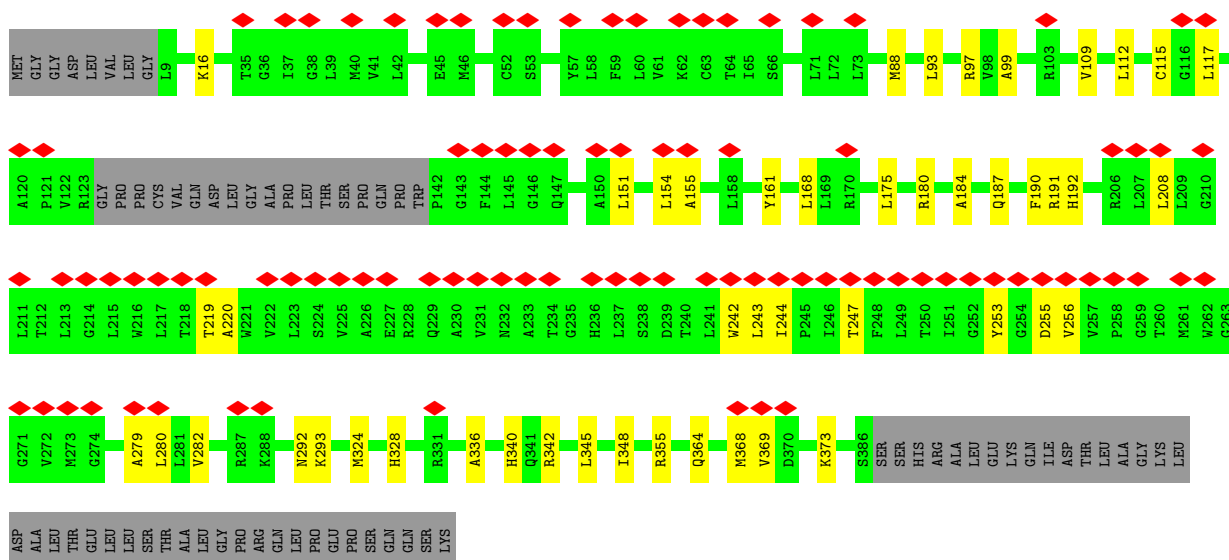 MET GLY GLY ASP LEU VAL LEU GLY L9 K16 T35 G36 I37 G38 L39 M40 V41 L42 E45 M46 C52 S53 Y57 L58 F59 L60 V61 K62 C63 T64 I65 S66 L71 L72 L73 M88 L93 R97 V98 A99 R103 V109 L112 C115 G116 L117
A120 P121 V122 R123 GLY PRO PRO CYS VAL GLN ASP LEU GLY ALA PRO LEU THR SER PRO GLN PRO TRP P142 G143 F144 L145 G146 Q147 A150 L151 L154 A155 L158 Y161 L168 L169 R170 L175 R180 A184 Q187 F190 R191 H192 R206 L207 L208 L209 G210
L211 T212 L213 G214 L215 W216 L217 T218 T219 A220 W221 V222 L223 S224 V225 A226 E227 R228 Q229 A230 V231 N232 A233 T234 G235 H236 L237 S238 D239 T240 L241 W242 L243 I244 P245 I246 T247 F248 L249 T250 I251 G252 Y253 G254 D255 V256 V257 P258 G259 T260 M261 W262 G263
G271 V272 M273 G274 A279 L280 L281 V282 R287 K288 N292 K293 M324 H328 R331 A336 H340 Q341 R342 L345 I348 R355 Q364 M368 V369 D370 K373 S386 SER SER HIS ARG ALA LEU GLU LYS GLN ILE ASP THR LEU ALA GLY LYS LEU
ASP ALA LEU THR GLU LEU LEU SER THR ALA LEU GLY PRO ARG GLN LEU PRO GLU PRO SER GLN GLN SER LYS